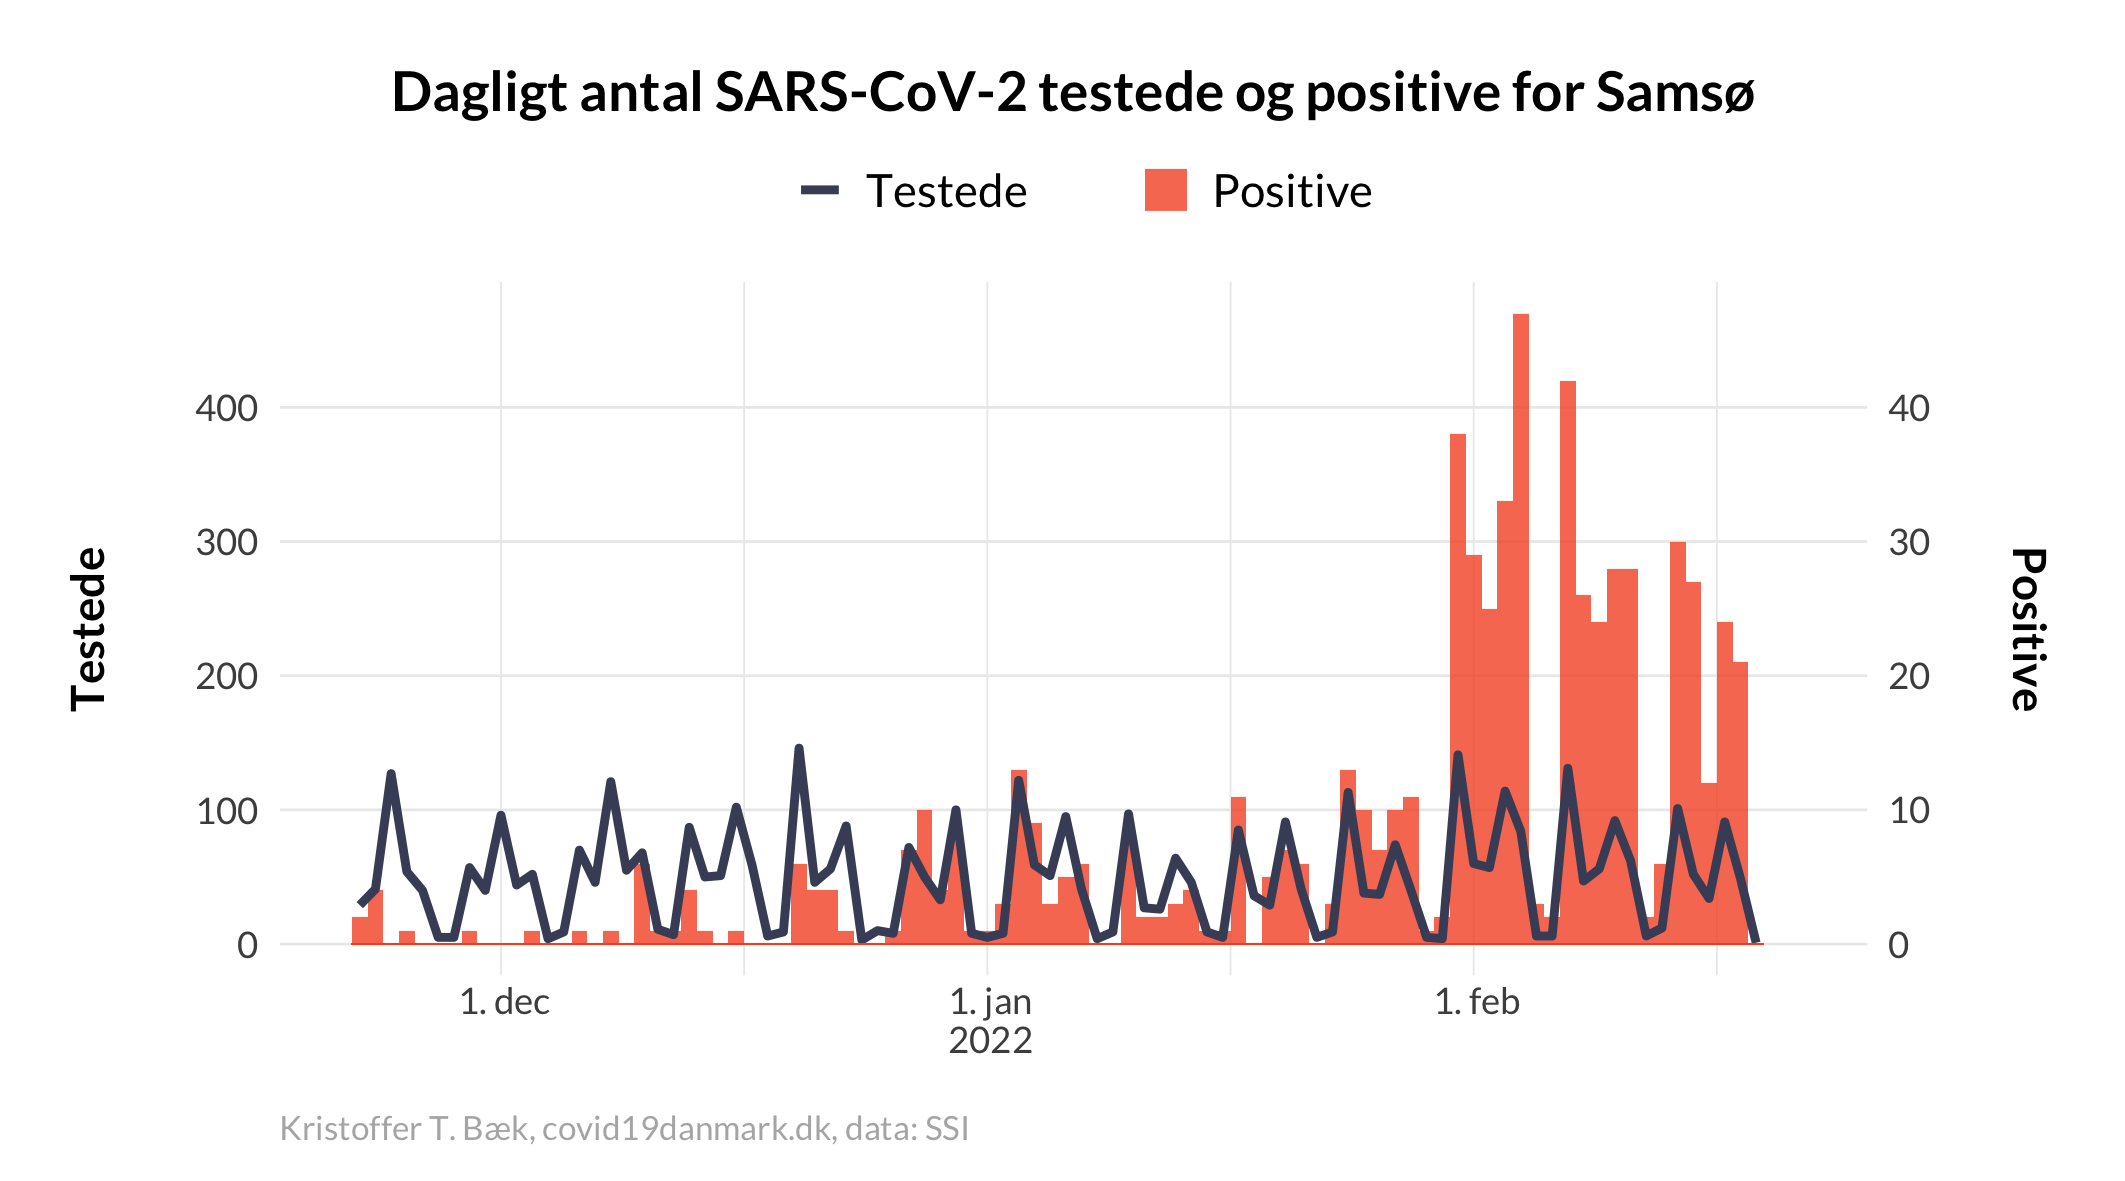 Dagligt antal SARS-CoV-2 testede og positive for Samsø
Testede
Positive
400
300
200
100
0
Testede
40
30
20
10
0
Positive
1. dec
1. jan
2022
1. feb
Kristoffer T. Bæk, covid19danmark.dk, data: SSI